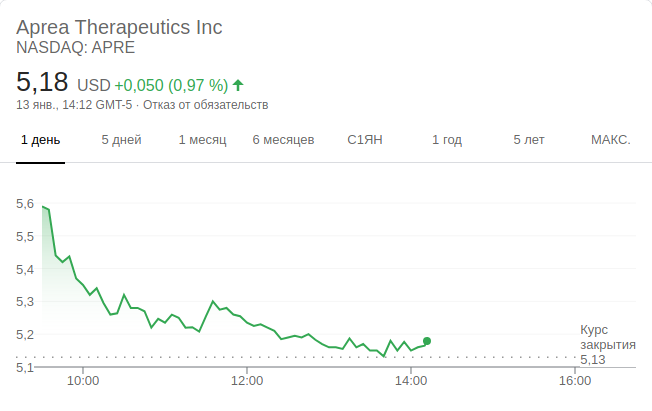 Aprea Therapeutics Inc
NASDAQ: APRE
5,18 USD +0,050 (0,97 %)
13 янв., 14:12 GMT-5 · Отказ от обязательств
1 день 5 дней 1 месяц 6 месяцев С1ЯН 1 год 5 лет МАКС.
5,6
5,5
5,4
5,3
5,2
5,1
Курс
закрытия
5,13
10:00 12:00 14:00 16:00